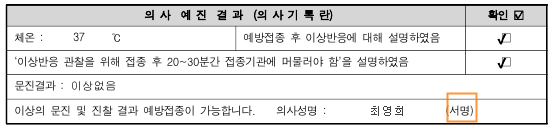 의 사 예 진 결 과 (의 사 기 록 란) 확인 ☑
체온 : 37 ℃ 예방접종 후 이상반응에 대해 설명하였음 ✓□
'이상반응 관찰을 위해 접종 후 20~30분간 접종기관에 머물러야 함'을 설명하였음 ✓□
문진결과 : 이상없음
이상의 문진 및 진찰 결과 예방접종이 가능합니다. 의사성명 : 최영희 (서명)